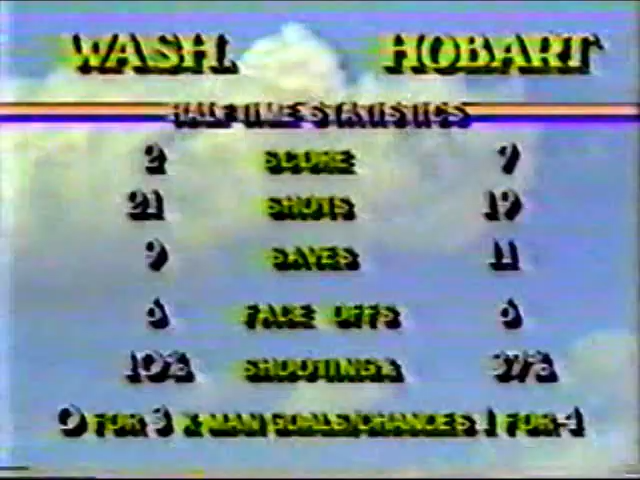 WASH. HOBART
HALF TIME STATISTICS
2 SCORE 7
21 SHOTS 19
9 SAVES 11
6 FACE OFFS 6
10% SHOOTING% 37%
0 FOR 3 X MAN GOALS/CHANCES 1 FOR 4